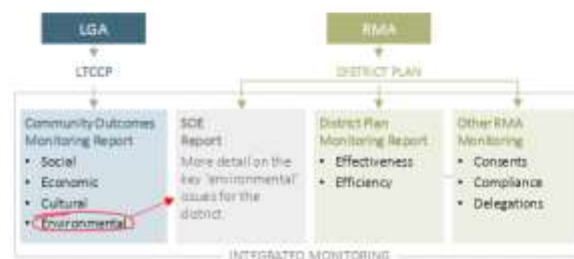 LGA
RMA
LTCCP
DISTRICT PLAN
Community Outcomes
Monitoring Report
• Social
• Economic
• Cultural
• Environmental
SOE
Report
More detail on the
key 'environmental'
issues for the
district.
District Plan
Monitoring Report
• Effectiveness
• Efficiency
Other RMA
Monitoring
• Consents
• Compliance
• Delegations
INTEGRATED MONITORING